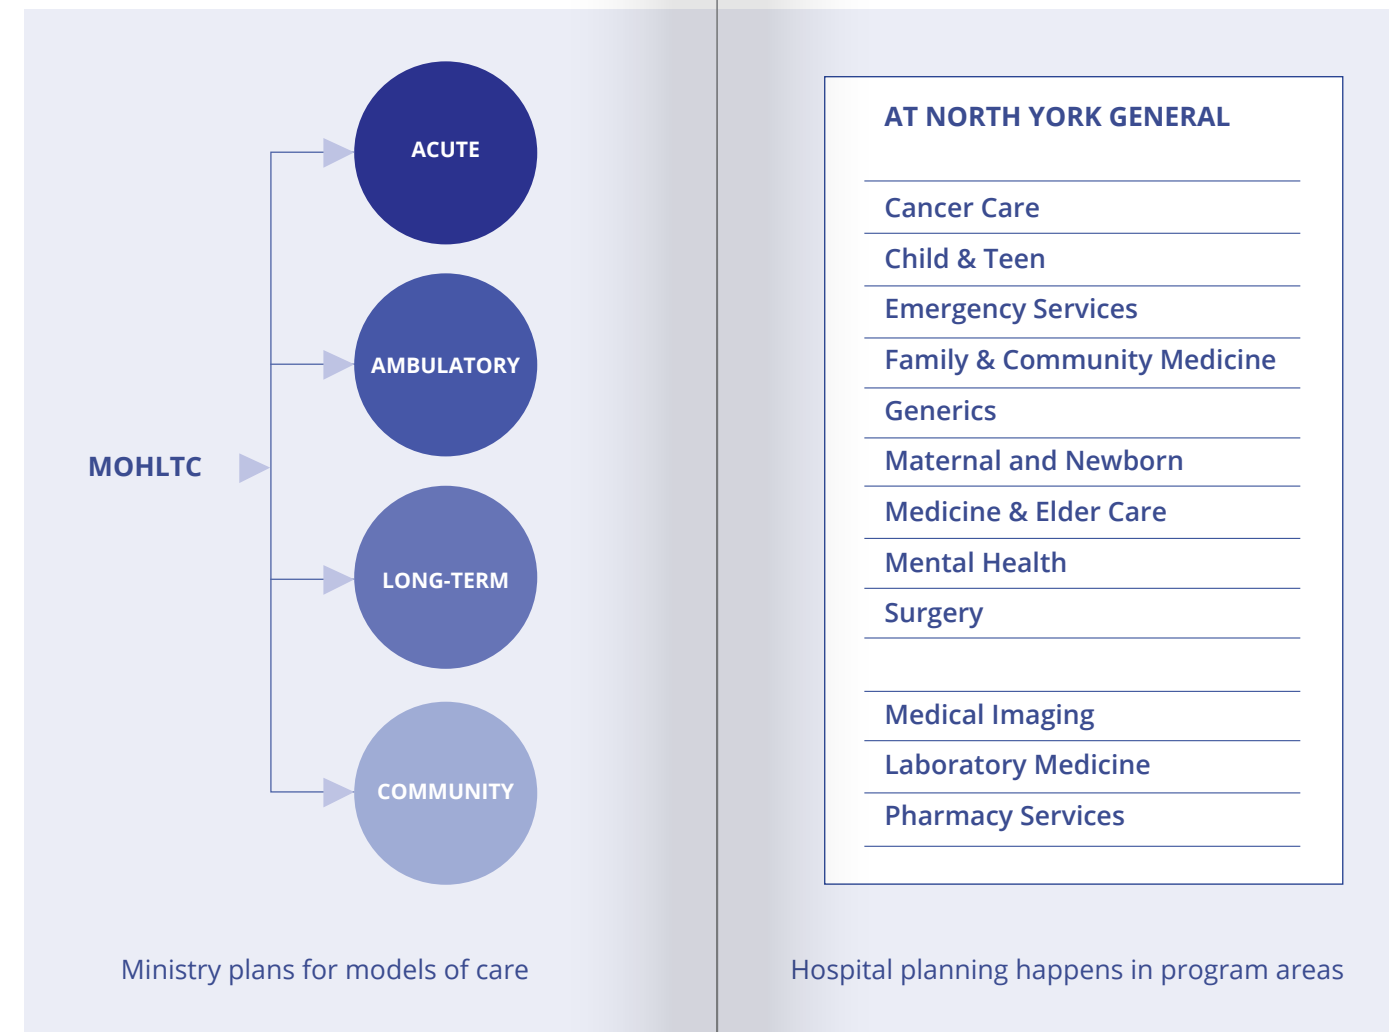 ACUTE
AMBULATORY
MOHLTC
LONG-TERM
COMMUNITY
Ministry plans for models of care
AT NORTH YORK GENERAL
Cancer Care
Child & Teen
Emergency Services
Family & Community Medicine
Generics
Maternal and Newborn
Medicine & Elder Care
Mental Health
Surgery
Medical Imaging
Laboratory Medicine
Pharmacy Services
Hospital planning happens in program areas